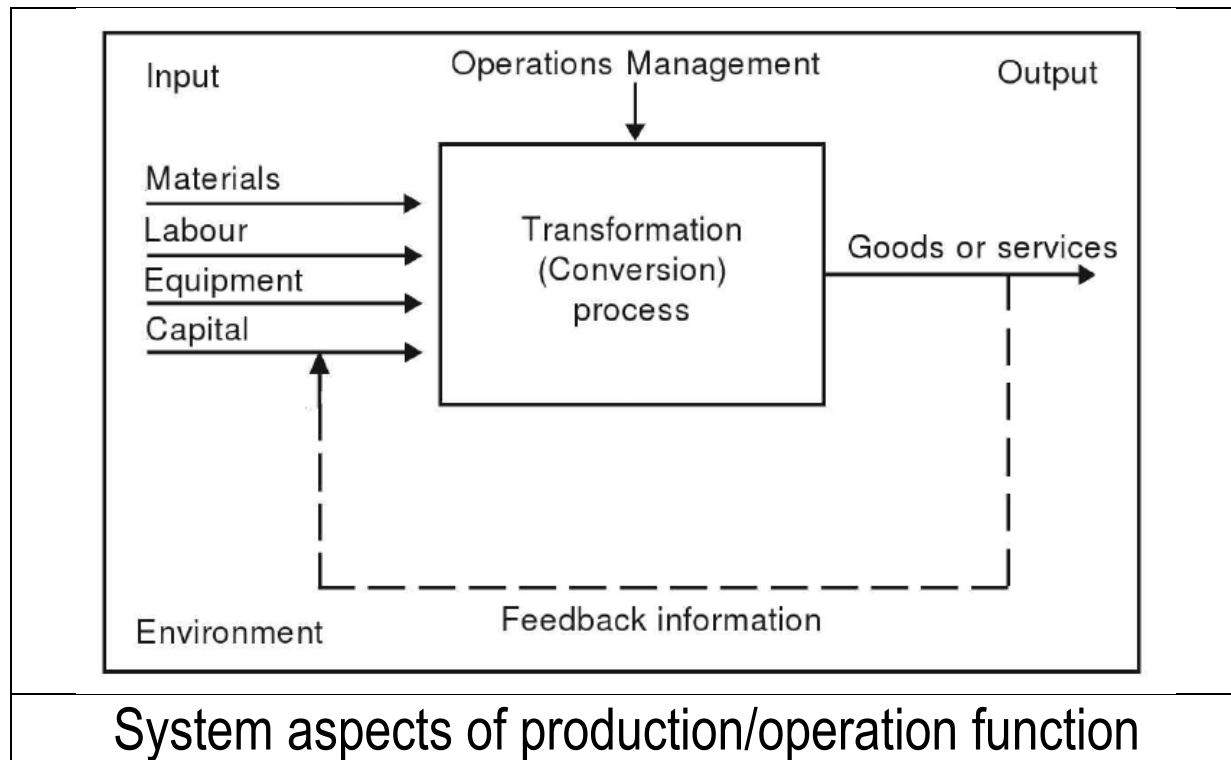 Input
Operations Management
Output
Materials
Labour
Equipment
Capital
Transformation
(Conversion)
process
Goods or services
Feedback information
Environment
System aspects of production/operation function